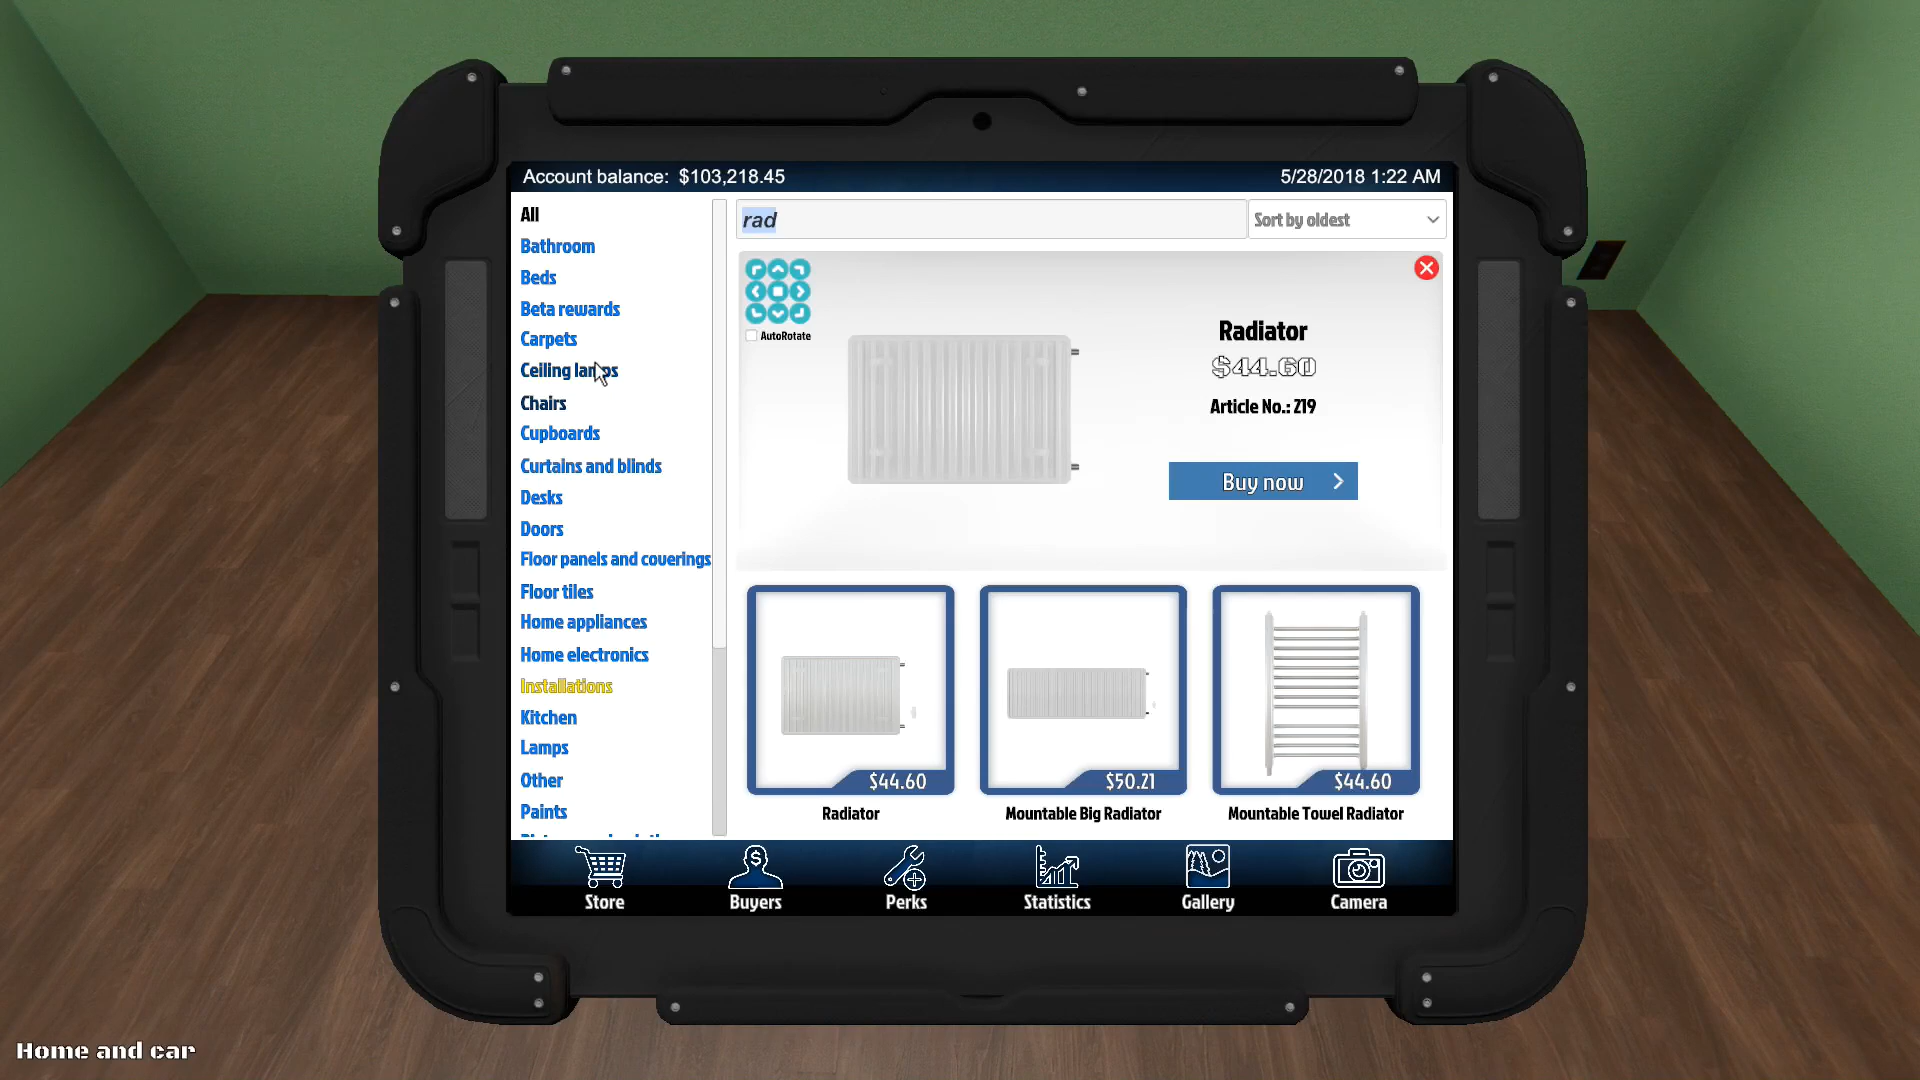 Account balance: $103,218.45
5/28/2018 1:22 AM
All
Bathroom
Beds
Beta rewards
Carpets
Ceiling lamps
Chairs
Cupboards
Curtains and blinds
Desks
Doors
Floor panels and coverings
Floor tiles
Home appliances
Home electronics
Installations
Kitchen
Lamps
Other
Paints
rad
Sort by oldest
AutoRotate
Radiator
$44.60
Article No.: 219
Buy now
$44.60
Radiator
$50.21
Mountable Big Radiator
$44.60
Mountable Towel Radiator
Store
Buyers
Perks
Statistics
Gallery
Camera
Home and car